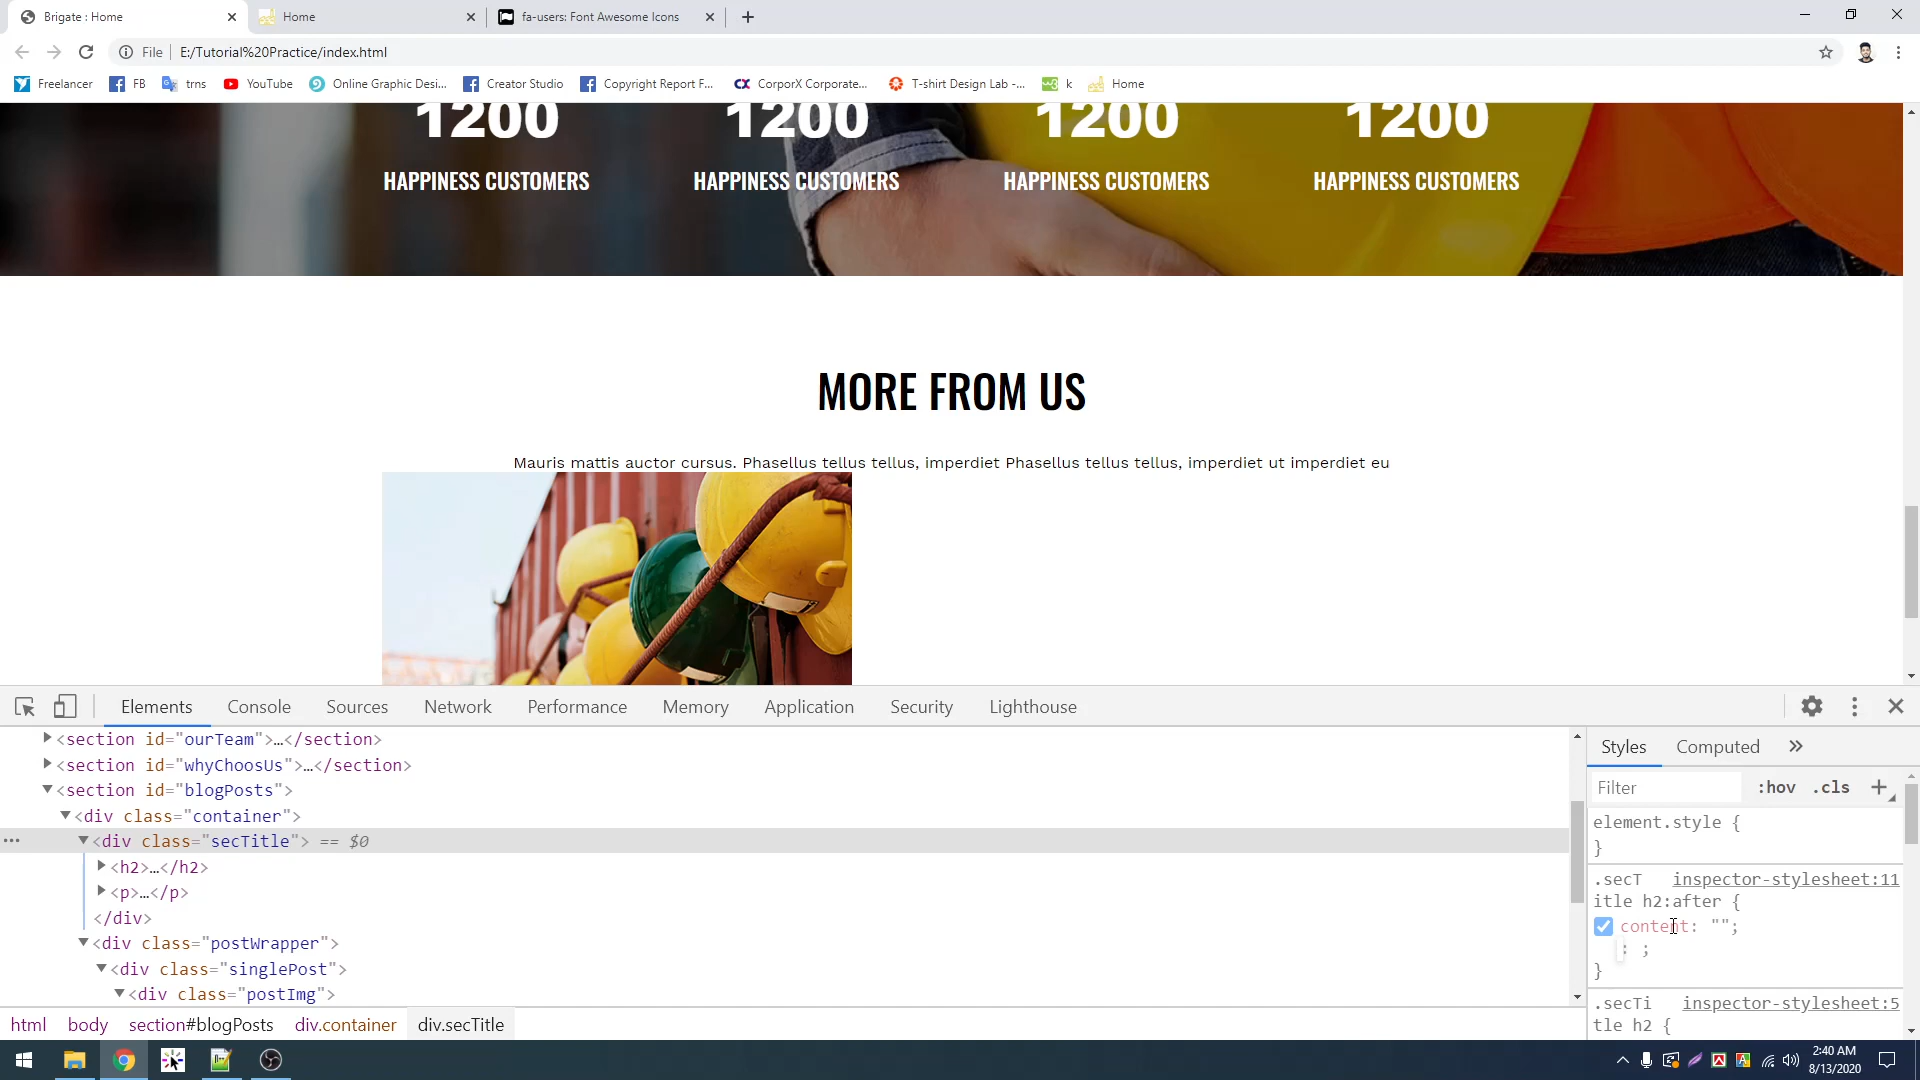 Brigate : Home
Home
fa-users: Font Awesome Icons
File
E:/Tutorial%20Practice/index.html
Freelancer
FB
trns
YouTube
Online Graphic Desi...
Creator Studio
Copyright Report F...
CX CorporX Corporate...
T-shirt Design Lab -...
k
Home
1200 1200 1200 1200
HAPPINESS CUSTOMERS HAPPINESS CUSTOMERS HAPPINESS CUSTOMERS HAPPINESS CUSTOMERS
MORE FROM US
Mauris mattis auctor cursus. Phasellus tellus tellus, imperdiet Phasellus tellus tellus, imperdiet ut imperdiet eu
Elements Console Sources Network Performance Memory Application Security Lighthouse
<section id="ourTeam">…</section>
<section id="whyChoosUs">…</section>
<section id="blogPosts">
<div class="container">
<div class="secTitle"> == $0
<h2>…</h2>
<p>…</p>
</div>
<div class="postWrapper">
<div class="singlePost">
<div class="postImg">
html body section#blogPosts div.container div.secTitle
Styles Computed »
Filter :hov .cls +
element.style {
}
.secT inspector-stylesheet:11
itle h2:after {
content: "";
: ;
}
.secTi inspector-stylesheet:5
tle h2 {
2:40 AM
8/13/2020